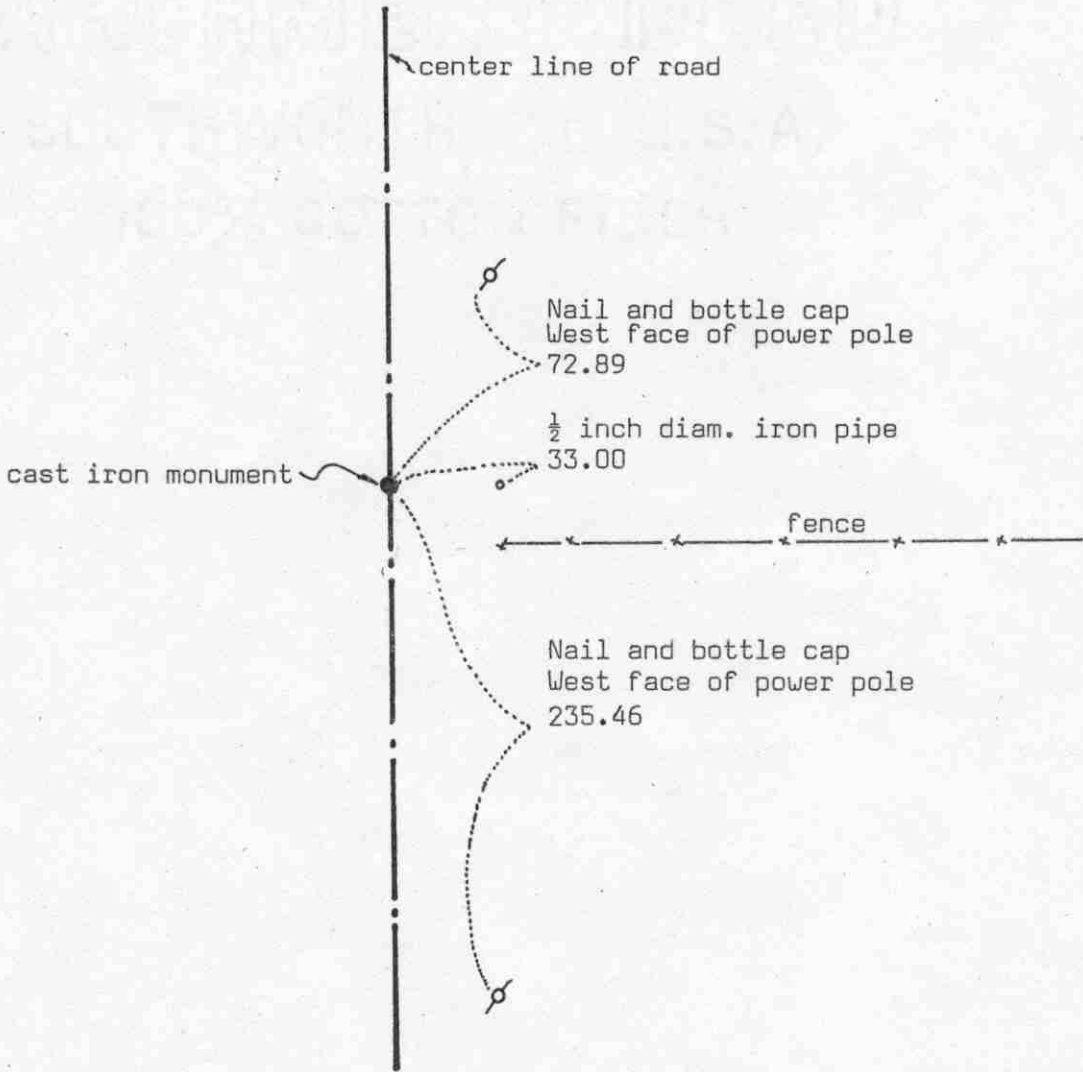 center line of road
Nail and bottle cap
West face of power pole
72.89
½ inch diam. iron pipe
33.00
cast iron monument
fence
Nail and bottle cap
West face of power pole
235.46